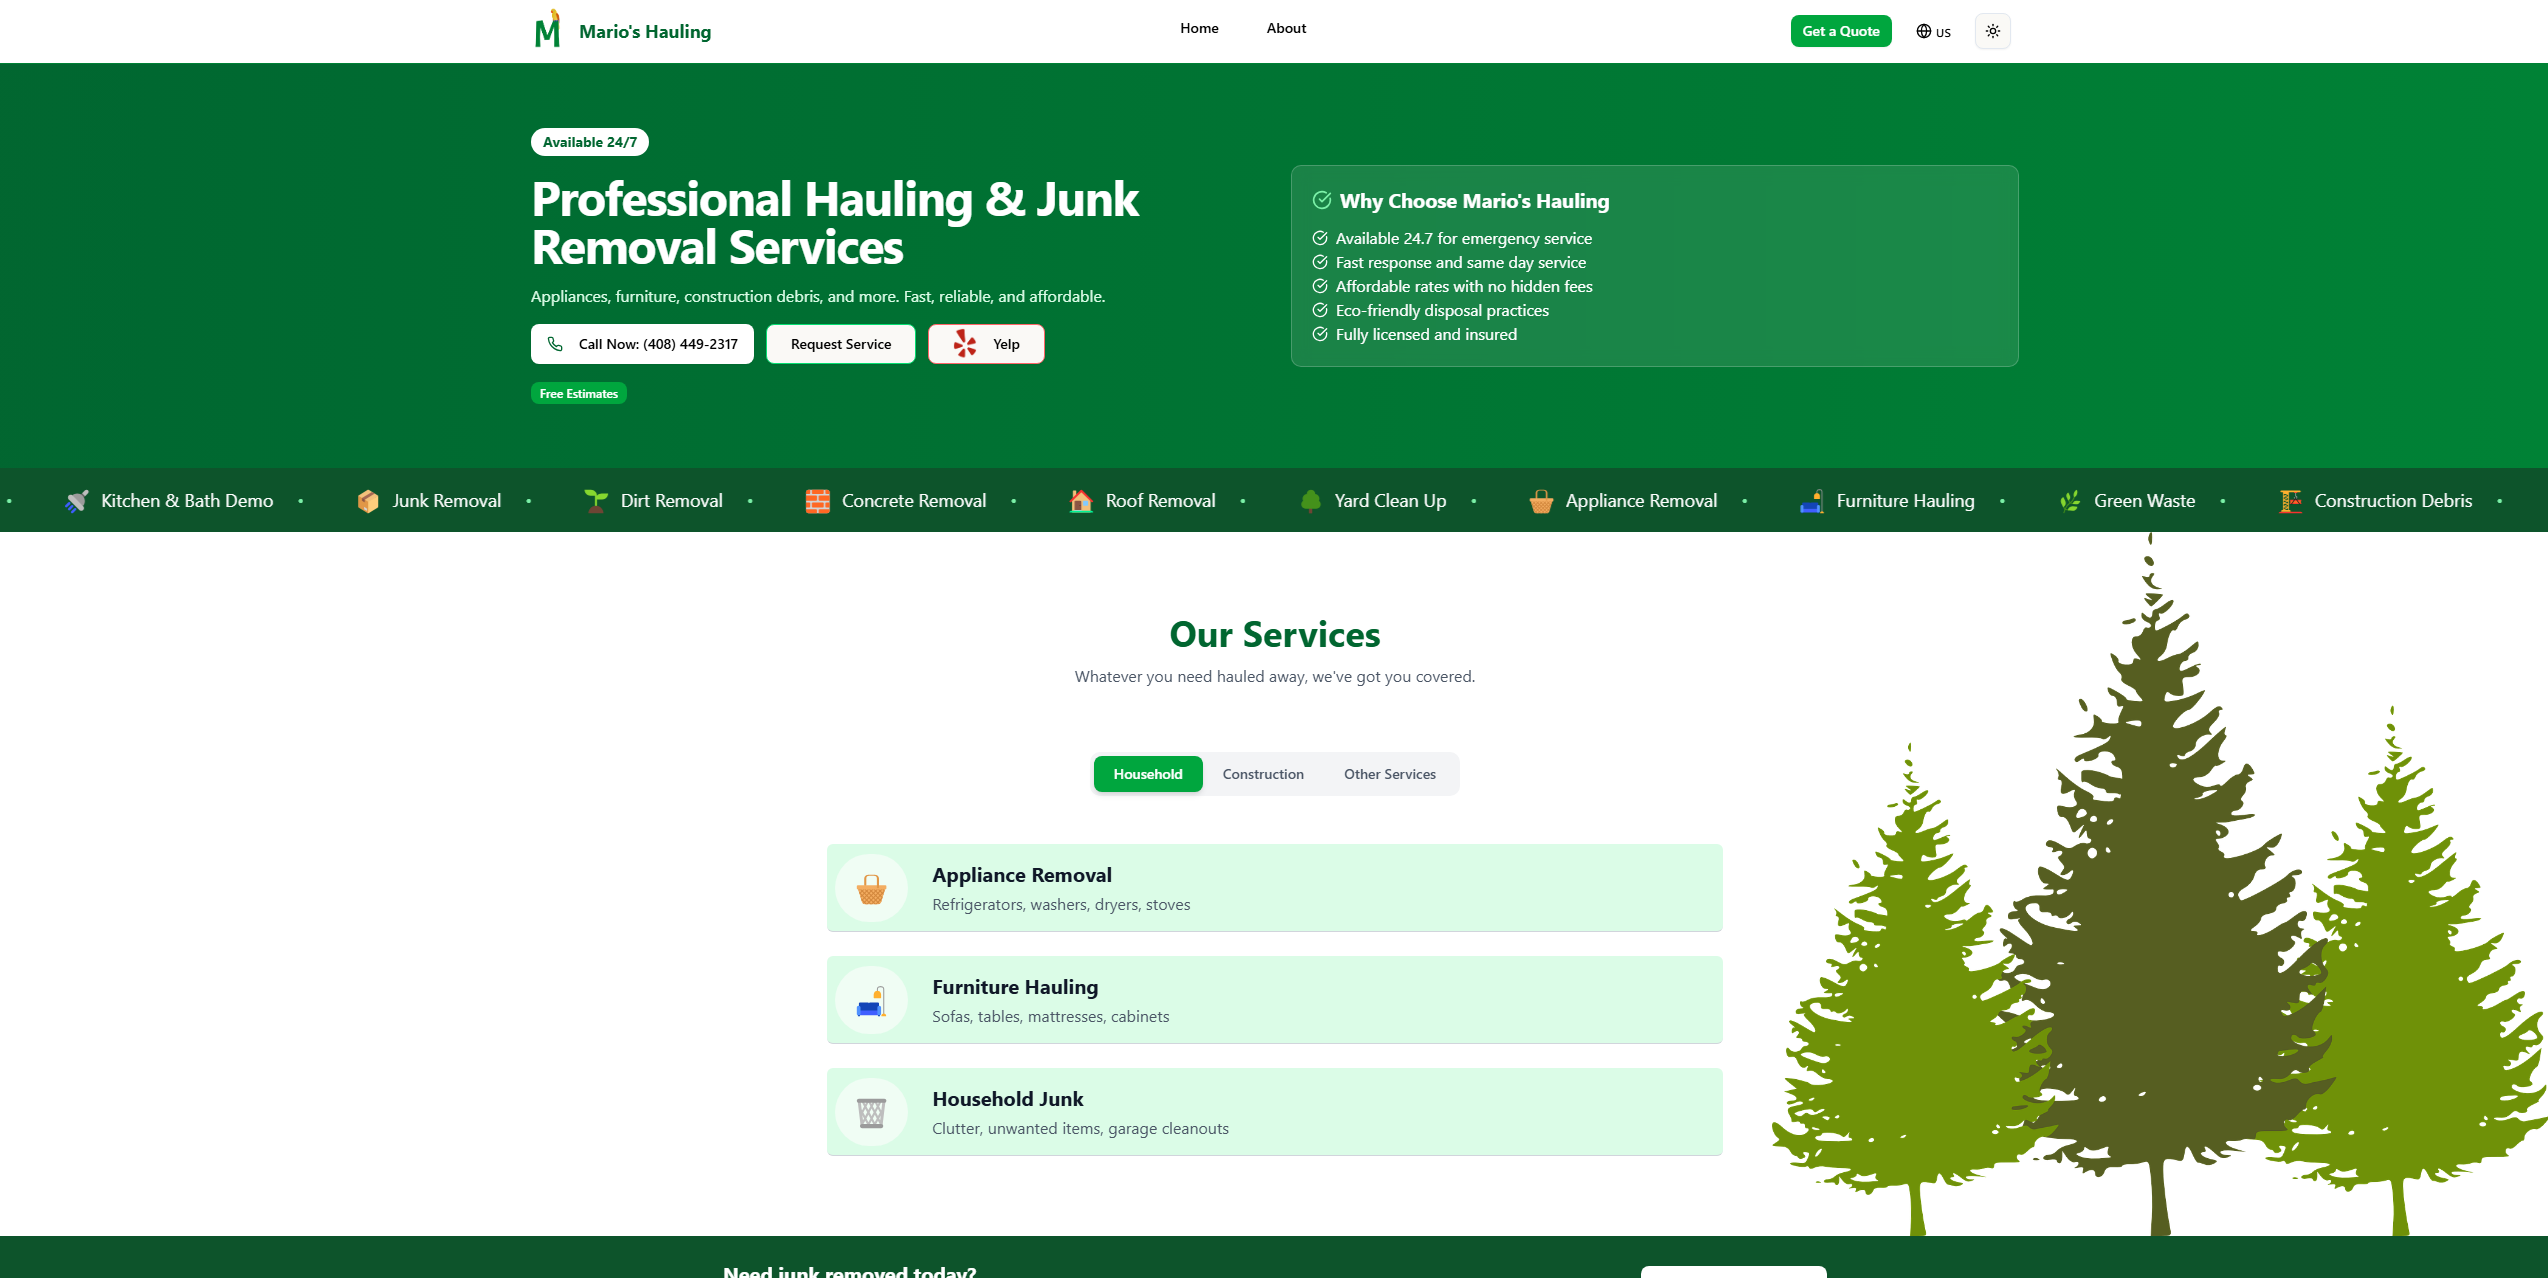 M Mario's Hauling
Home About
Get a Quote US
Available 24/7
Professional Hauling & Junk
Removal Services
Appliances, furniture, construction debris, and more. Fast, reliable, and affordable.
Call Now: (408) 449-2317 Request Service Yelp
Free Estimates
Why Choose Mario's Hauling
Available 24.7 for emergency service
Fast response and same day service
Affordable rates with no hidden fees
Eco-friendly disposal practices
Fully licensed and insured
• Kitchen & Bath Demo • Junk Removal • Dirt Removal • Concrete Removal • Roof Removal • Yard Clean Up • Appliance Removal • Furniture Hauling • Green Waste • Construction Debris •
Our Services
Whatever you need hauled away, we've got you covered.
Household Construction Other Services
Appliance Removal
Refrigerators, washers, dryers, stoves
Furniture Hauling
Sofas, tables, mattresses, cabinets
Household Junk
Clutter, unwanted items, garage cleanouts
Need junk removed today?